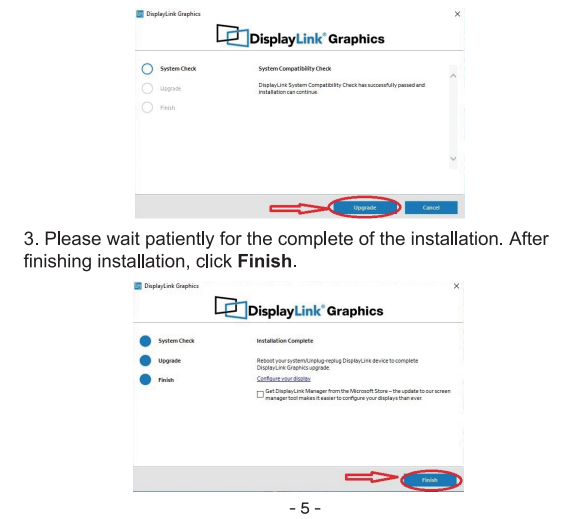 DisplayLink Graphics
DisplayLink® Graphics
System Check
System Compatibility Check
DisplayLink System Compatibility Check has successfully passed and
installation can continue.
Upgrade
Finish
Upgrade
Cancel
3. Please wait patiently for the complete of the installation. After
finishing installation, click Finish.
DisplayLink Graphics
DisplayLink® Graphics
System Check
Installation Complete
Upgrade
Reboot your system/Unplug-replug DisplayLink device to complete
DisplayLink Graphics upgrade.
Finish
Configure your display
Get DisplayLink Manager from the Microsoft Store – the update to our screen
manager tool makes it easier to configure your displays than ever.
Finish
- 5 -